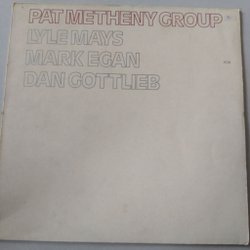 PAT METHENY GROUP
LYLE MAYS
MARK EGAN
DAN GOTTLIEB